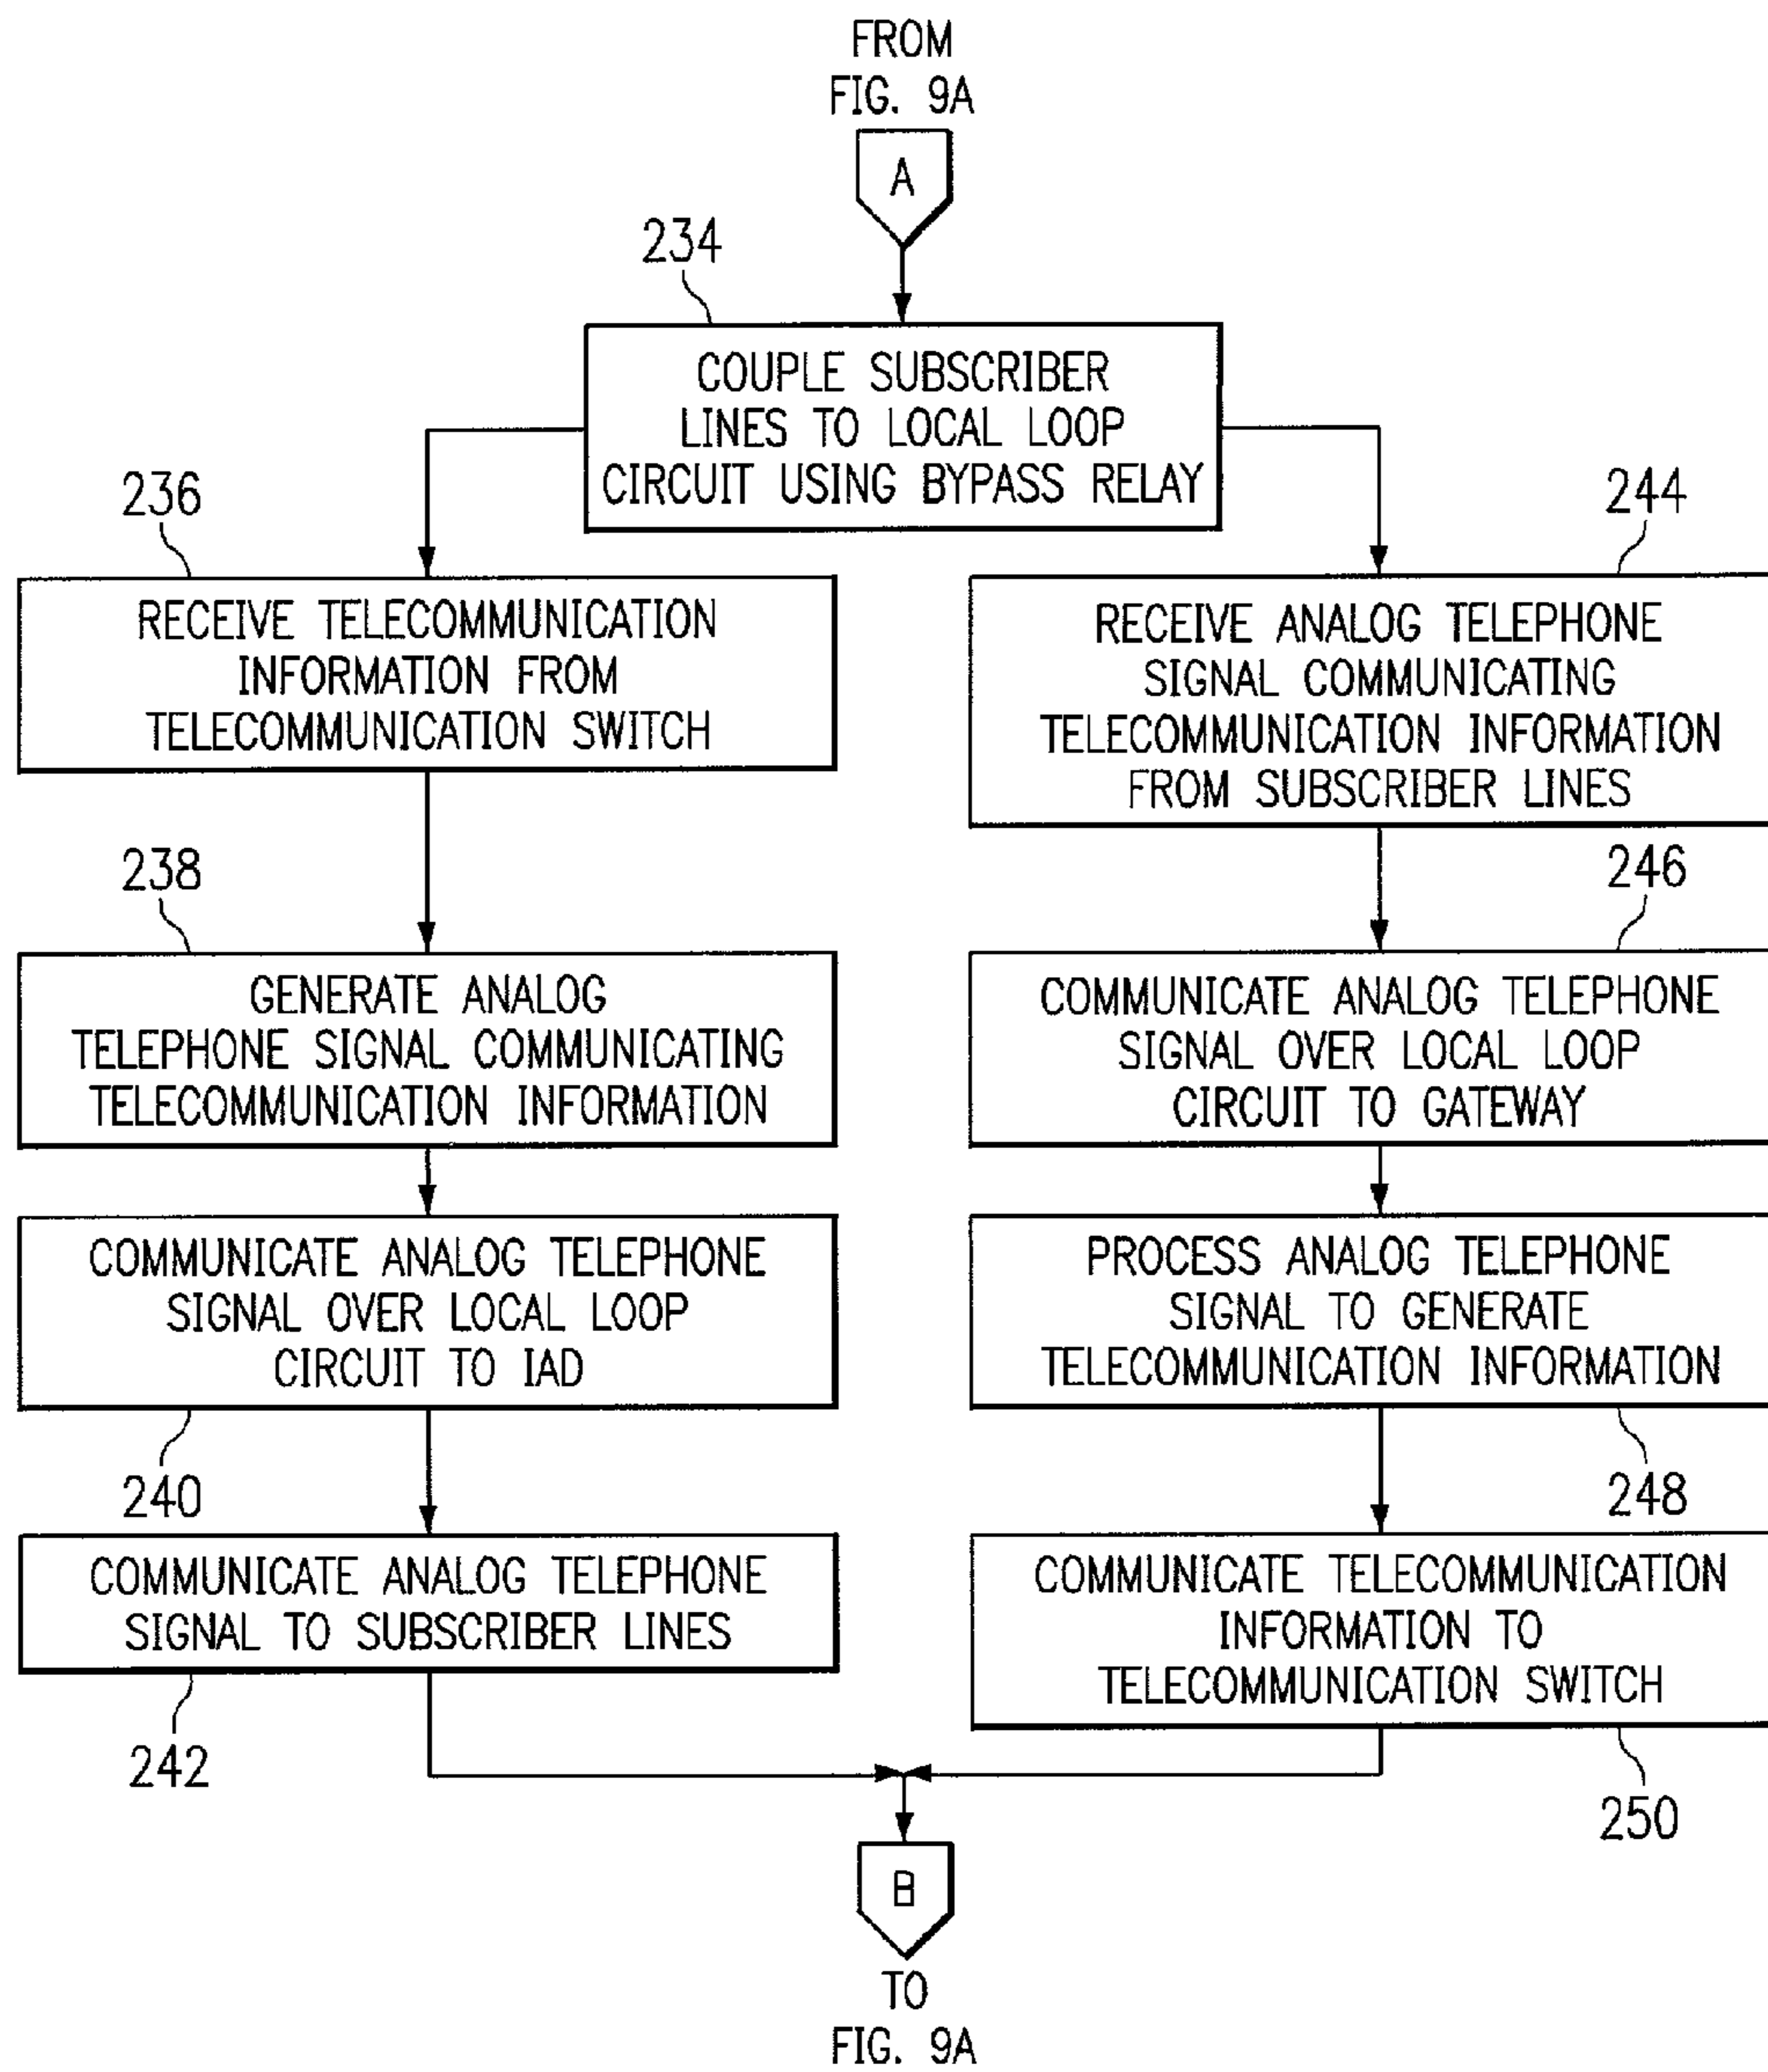 FROM
FIG. 9A
A
234
COUPLE SUBSCRIBER
LINES TO LOCAL LOOP
CIRCUIT USING BYPASS RELAY
236
RECEIVE TELECOMMUNICATION
INFORMATION FROM
TELECOMMUNICATION SWITCH
238
GENERATE ANALOG
TELEPHONE SIGNAL COMMUNICATING
TELECOMMUNICATION INFORMATION
COMMUNICATE ANALOG TELEPHONE
SIGNAL OVER LOCAL LOOP
CIRCUIT TO IAD
240
COMMUNICATE ANALOG TELEPHONE
SIGNAL TO SUBSCRIBER LINES
242
244
RECEIVE ANALOG TELEPHONE
SIGNAL COMMUNICATING
TELECOMMUNICATION INFORMATION
FROM SUBSCRIBER LINES
246
COMMUNICATE ANALOG TELEPHONE
SIGNAL OVER LOCAL LOOP
CIRCUIT TO GATEWAY
PROCESS ANALOG TELEPHONE
SIGNAL TO GENERATE
TELECOMMUNICATION INFORMATION
248
COMMUNICATE TELECOMMUNICATION
INFORMATION TO
TELECOMMUNICATION SWITCH
250
B
TO
FIG. 9A